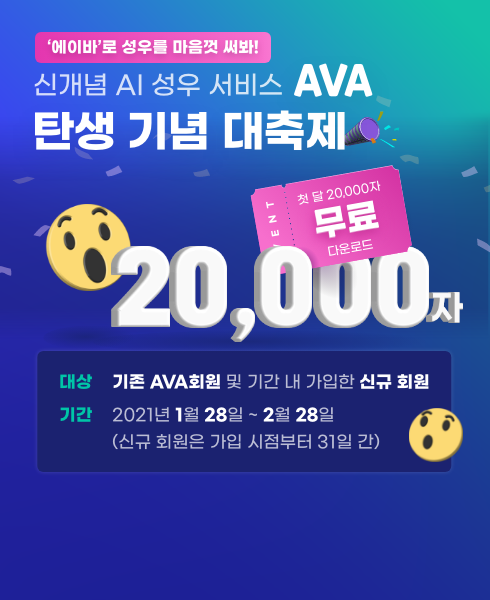 ‘에이바’로 성우를 마음껏 써봐!
신개념 AI 성우 서비스 AVA
탄생 기념 대축제
첫 달 20,000자
무료
다운로드
VENT
20,000자
대상 기존 AVA회원 및 기간 내 가입한 신규 회원
기간 2021년 1월 28일 ~ 2월 28일
(신규 회원은 가입 시점부터 31일 간)